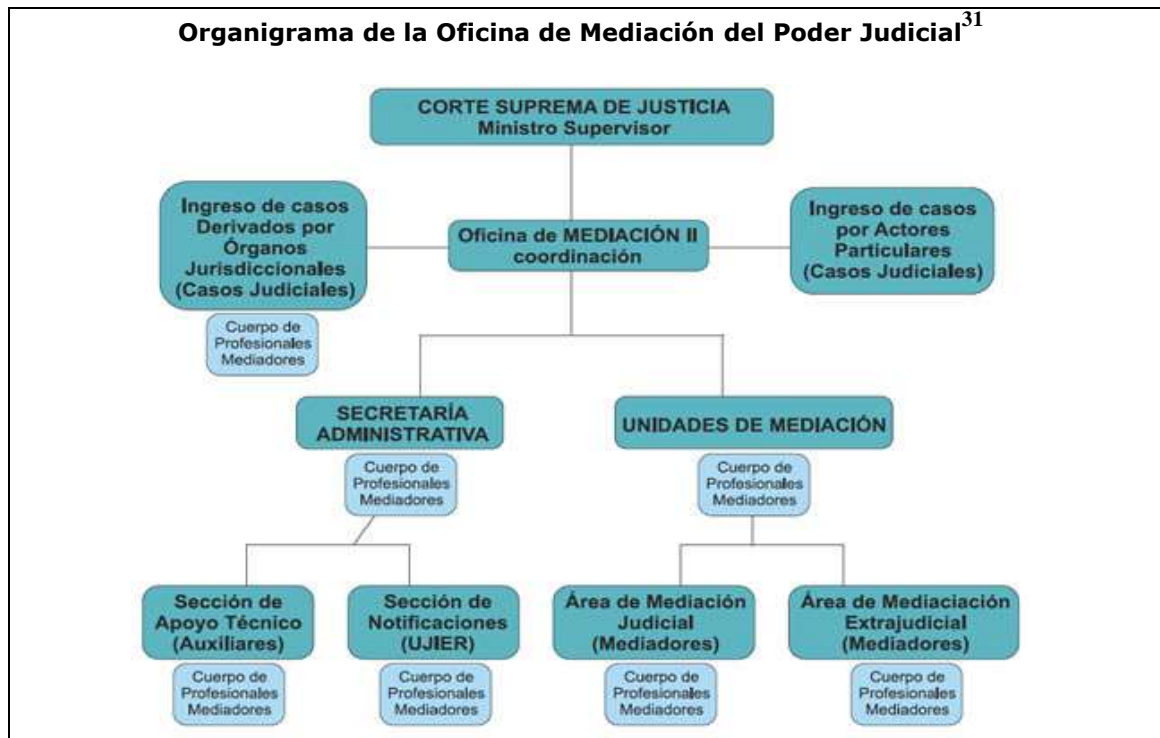 Organigrama de la Oficina de Mediación del Poder Judicial31
CORTE SUPREMA DE JUSTICIA
Ministro Supervisor
Ingreso de casos
Derivados por
Órganos
Jurisdiccionales
(Casos Judiciales)
Cuerpo de
Profesionales
Mediadores
Oficina de MEDIACIÓN II
coordinación
Ingreso de casos
por Actores
Particulares
(Casos Judiciales)
SECRETARÍA
ADMINISTRATIVA
Cuerpo de
Profesionales
Mediadores
UNIDADES DE MEDIACIÓN
Cuerpo de
Profesionales
Mediadores
Sección de
Apoyo Técnico
(Auxiliares)
Cuerpo de
Profesionales
Mediadores
Sección de
Notificaciones
(UJIER)
Cuerpo de
Profesionales
Mediadores
Área de Mediación
Judicial
(Mediadores)
Cuerpo de
Profesionales
Mediadores
Área de Mediaciación
Extrajudicial
(Mediadores)
Cuerpo de
Profesionales
Mediadores